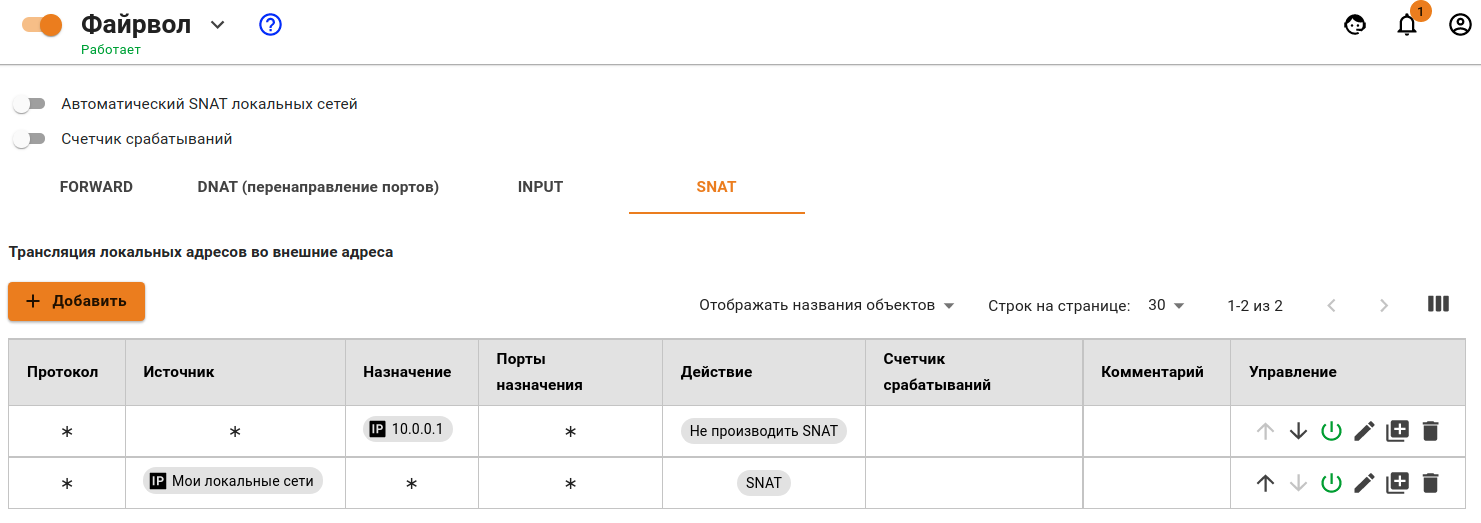 Файрвол
1
Работает
Автоматический SNAT локальных сетей
Счетчик срабатываний
FORWARD DNAT (перенаправление портов) INPUT SNAT
Трансляция локальных адресов во внешние адреса
+ Добавить
Отображать названия объектов Строк на странице: 30 1-2 из 2
Протокол Источник Назначение Порты назначения Действие Счетчик срабатываний Комментарий Управление
* * IP 10.0.0.1 * Не производить SNAT
* IP Мои локальные сети * * SNAT